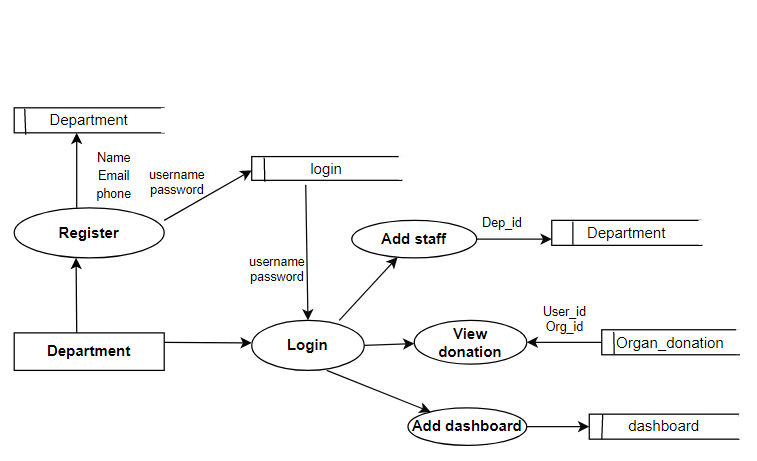 Department
Name
Email
phone
username
password
login
Register
Add staff
Dep_id
Department
username
password
Department
Login
View
donation
User_id
Org_id
Organ_donation
Add dashboard
dashboard